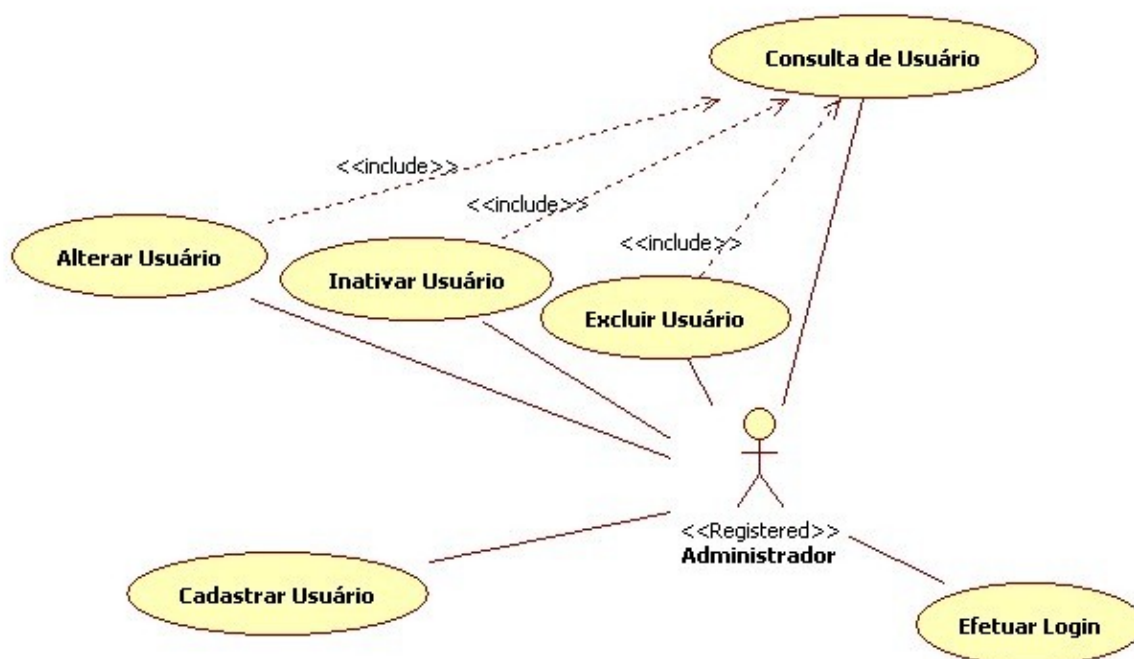 Consulta de Usuário
<<include>>
<<include>>
<<include>>
Alterar Usuário
Inativar Usuário
Excluir Usuário
<<Registered>>
Administrador
Cadastrar Usuário
Efetuar Login